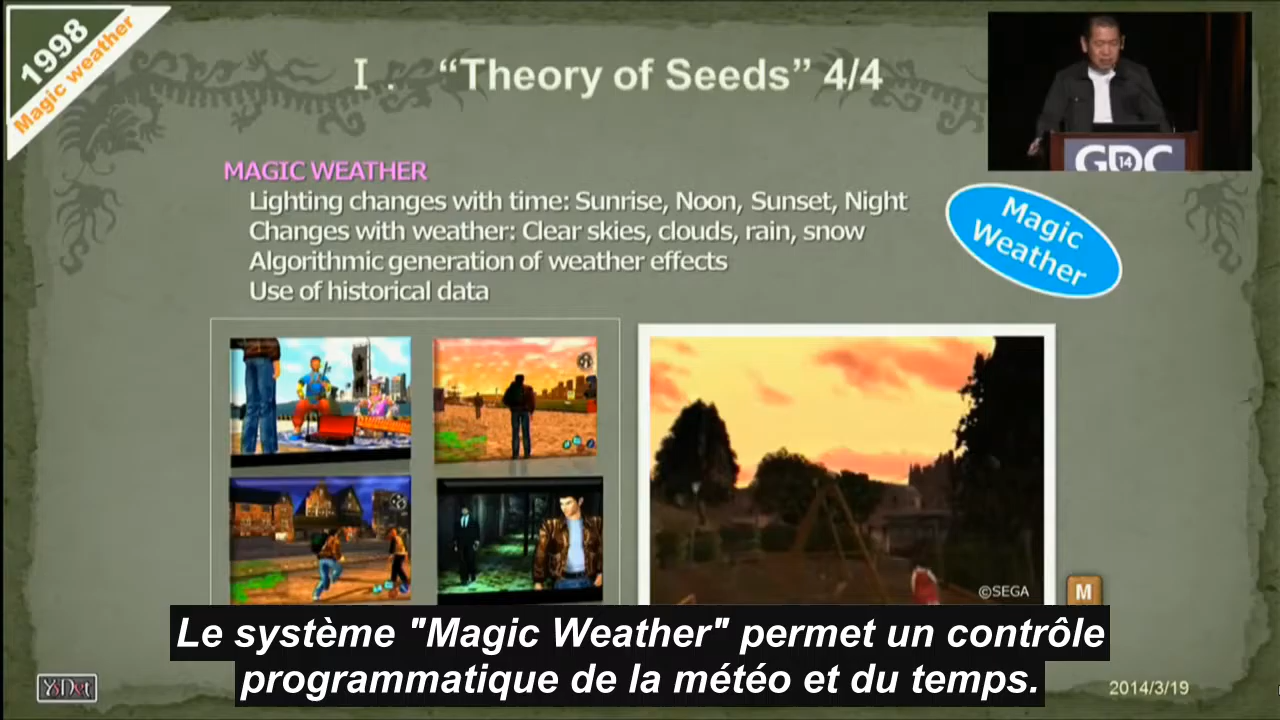 1998
Magic weather
Ⅰ. “Theory of Seeds” 4/4
GDC
14
MAGIC WEATHER
Lighting changes with time: Sunrise, Noon, Sunset, Night
Changes with weather: Clear skies, clouds, rain, snow
Algorithmic generation of weather effects
Use of historical data
Magic
Weather
©SEGA
M
Le système "Magic Weather" permet un contrôle
programmatique de la météo et du temps.
YSNet
2014/3/19